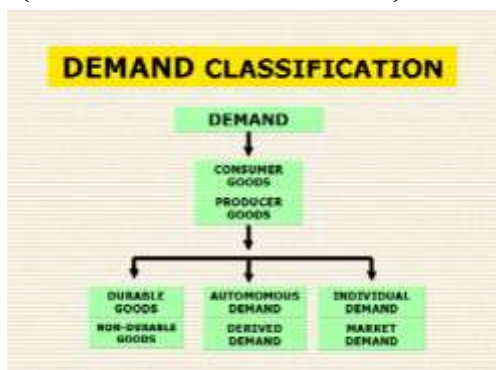 DEMAND CLASSIFICATION
DEMAND
CONSUMER
GOODS
PRODUCER
GOODS
DURABLE
GOODS
NON-DURABLE
GOODS
AUTOMOMOUS
DEMAND
DERIVED
DEMAND
INDIVIDUAL
DEMAND
MARKET
DEMAND